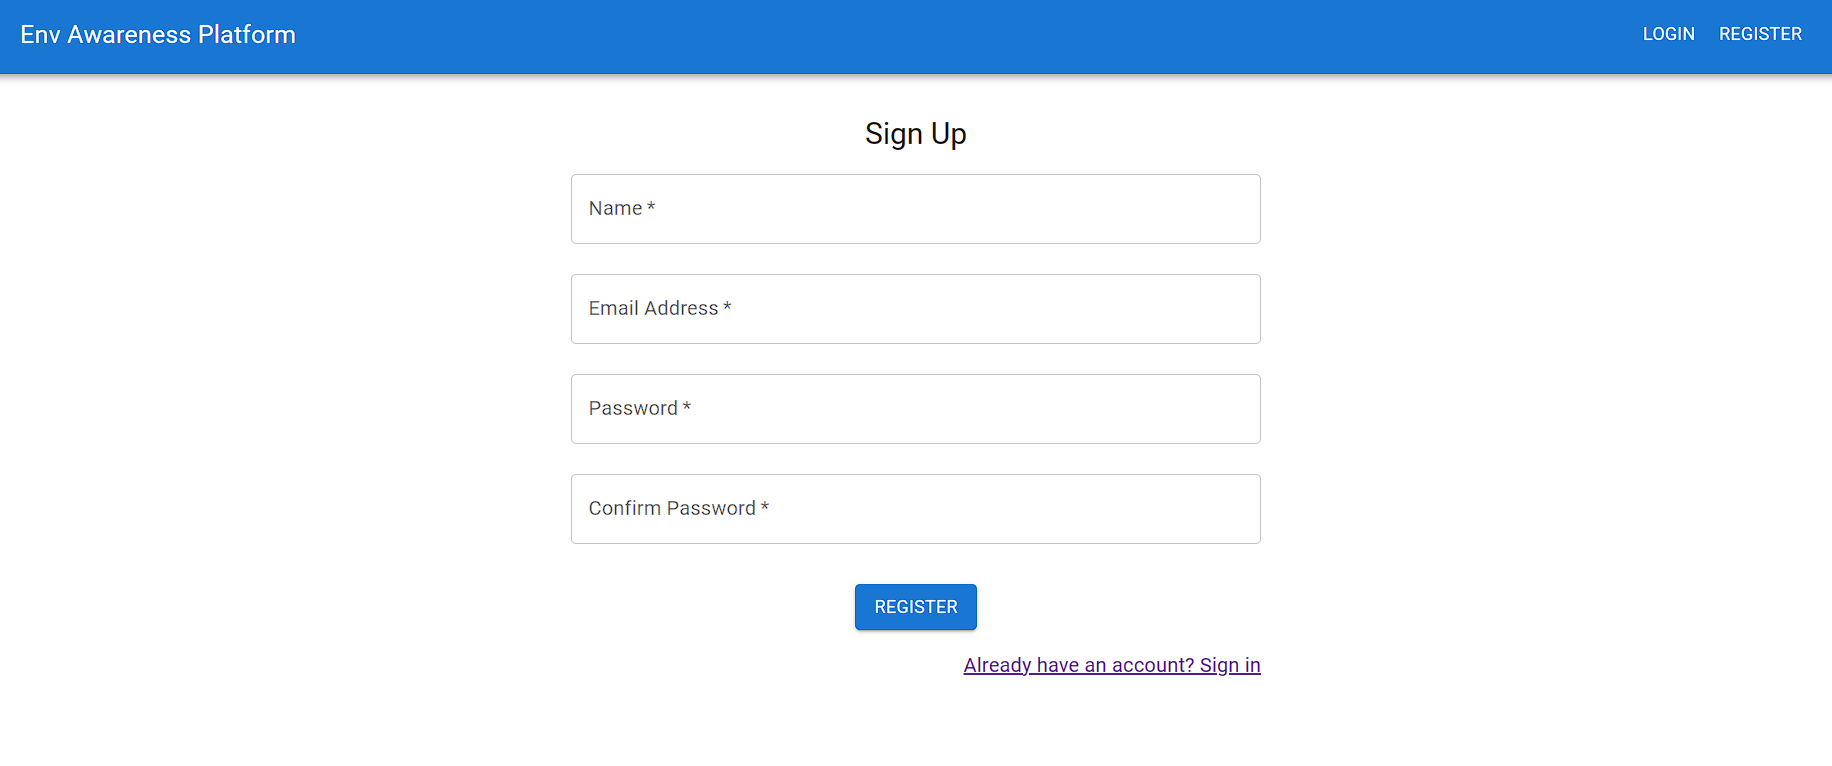 Env Awareness Platform
LOGIN REGISTER
Sign Up
Name *
Email Address *
Password *
Confirm Password *
REGISTER
Already have an account? Sign in